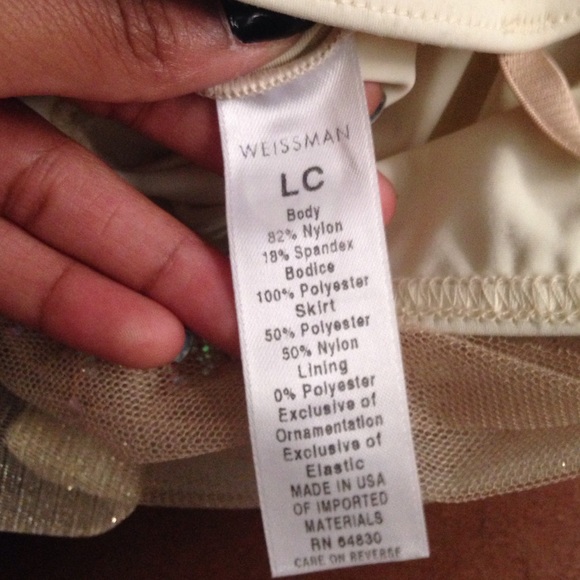 WEISSMAN
LC
Body
82% Nylon
18% Spandex
Bodice
100% Polyester
Skirt
50% Polyester
50% Nylon
Lining
0% Polyester
Exclusive of
Ornamentation
Exclusive of
Elastic
MADE IN USA
OF IMPORTED
MATERIALS
RN 64830
CARE ON REVERSE